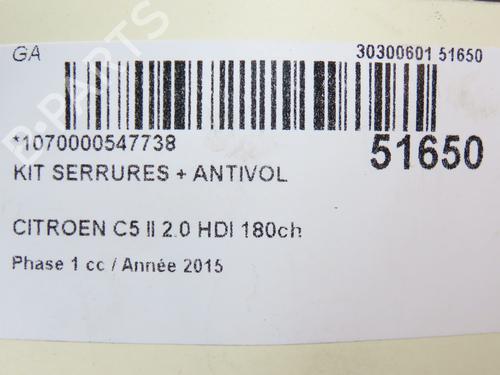 GA
30300601 51650
*1070000547738
51650
KIT SERRURES + ANTIVOL
CITROEN C5 II 2.0 HDI 180ch
Phase 1 cc / Année 2015